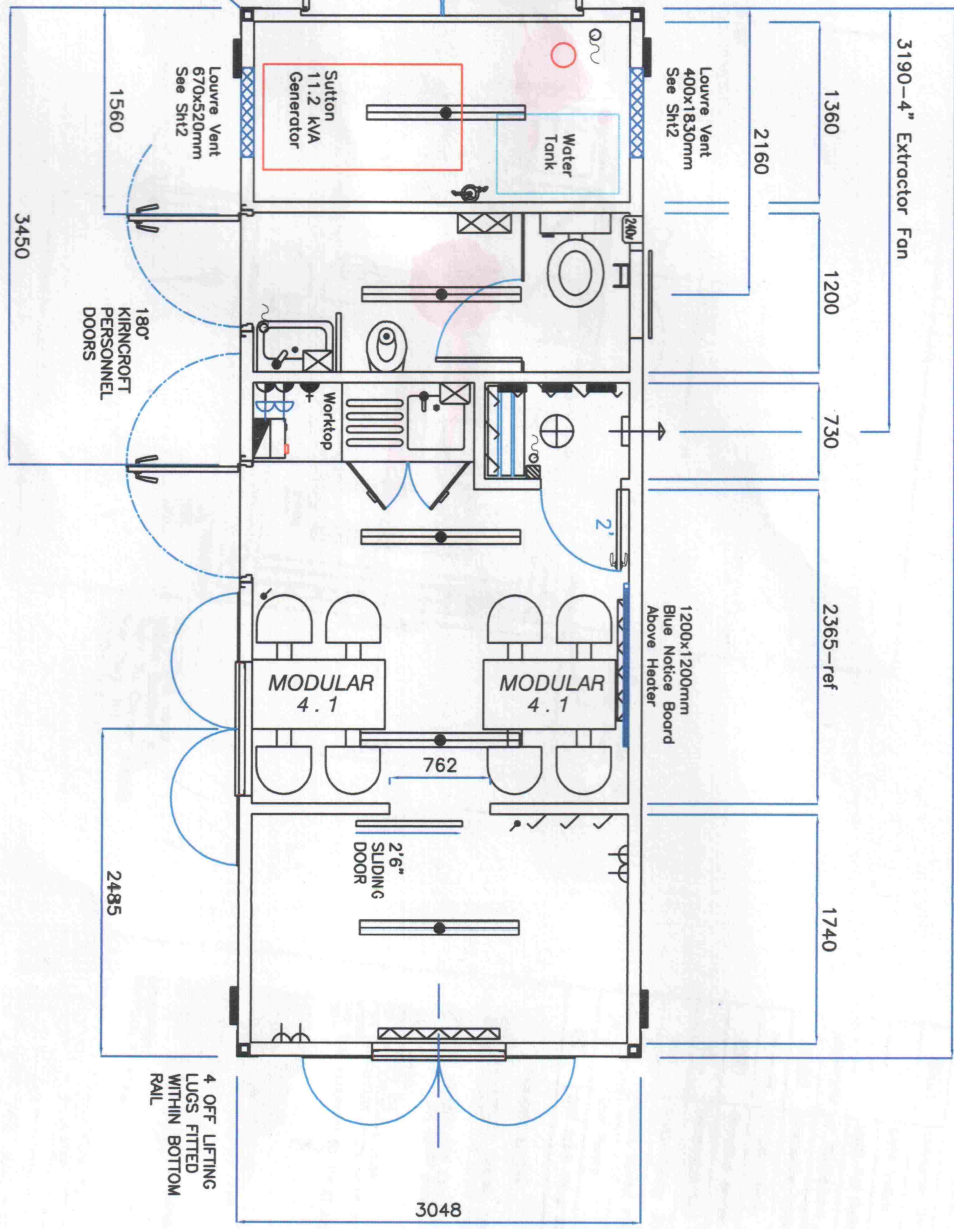 3190-4" Extractor Fan
1360
2160
1200
730
2365-ref
1740
Louvre Vent
400x1830mm
See Sht2
1200x1200mm
Blue Notice Board
Above Heater
Water
Tank
Sutton
11.2 kVA
Generator
240v
2'
Worktop
MODULAR
4.1
MODULAR
4.1
762
2'6"
SLIDING
DOOR
Louvre Vent
670x520mm
See Sht2
1560
3450
180°
KIRNCROFT
PERSONNEL
DOORS
2485
4 OFF LIFTING
LUGS FITTED
WITHIN BOTTOM
RAIL
3048